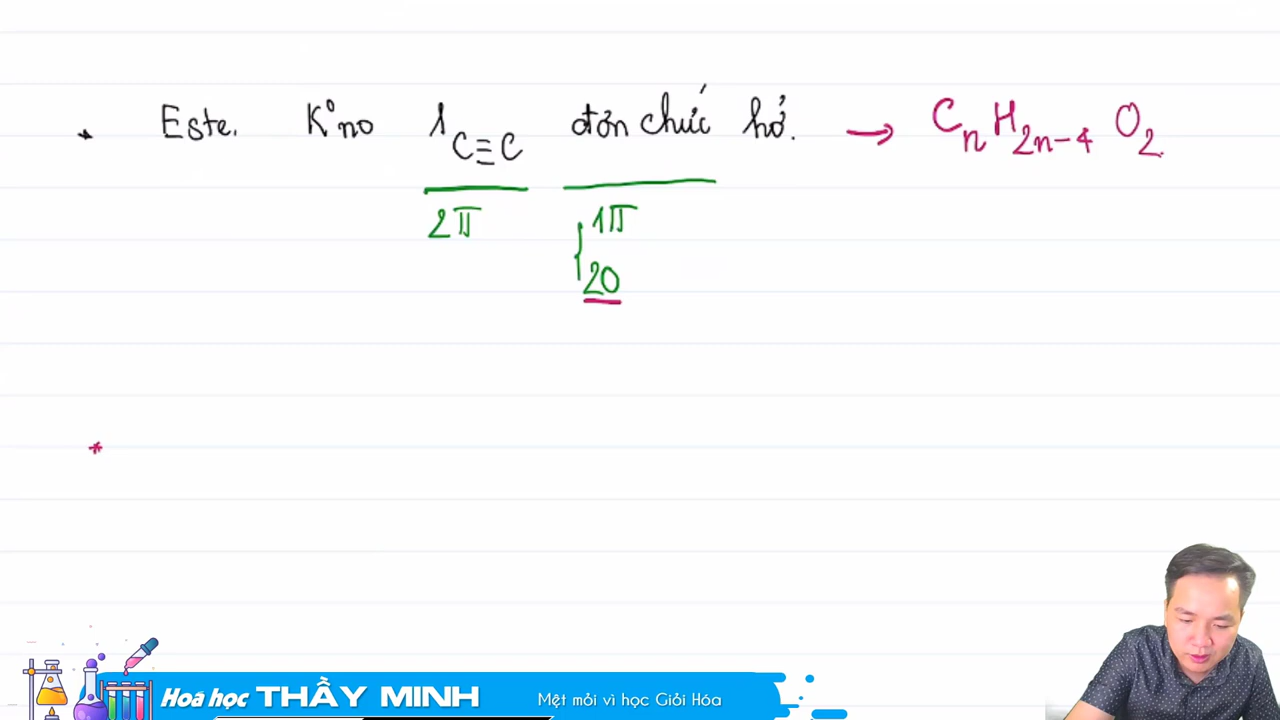 * Este. K° no 1 C≡C đơn chức hở. → CnH2n-4O2.
2π { 1π
2O
*
Hoá học THẦY MINH Mệt mỏi vì học Giỏi Hóa